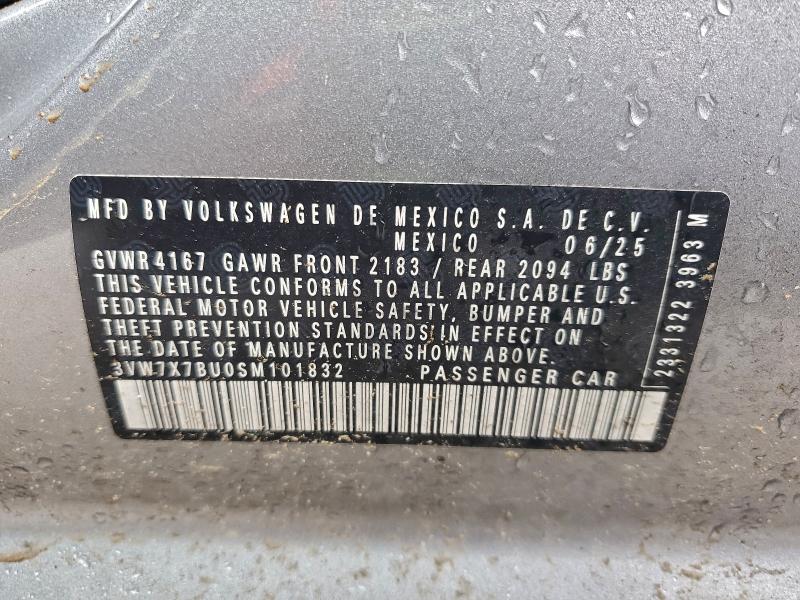 MFD BY VOLKSWAGEN DE MEXICO S.A. DE C.V.
MEXICO 06/25
GVWR 4167 GAWR FRONT 2183 / REAR 2094 LBS
THIS VEHICLE CONFORMS TO ALL APPLICABLE U.S.
FEDERAL MOTOR VEHICLE SAFETY, BUMPER AND
THEFT PREVENTION STANDARDS IN EFFECT ON
THE DATE OF MANUFACTURE SHOWN ABOVE.
3VW7X7BU0SM101832 PASSENGER CAR
2331322 3963 M